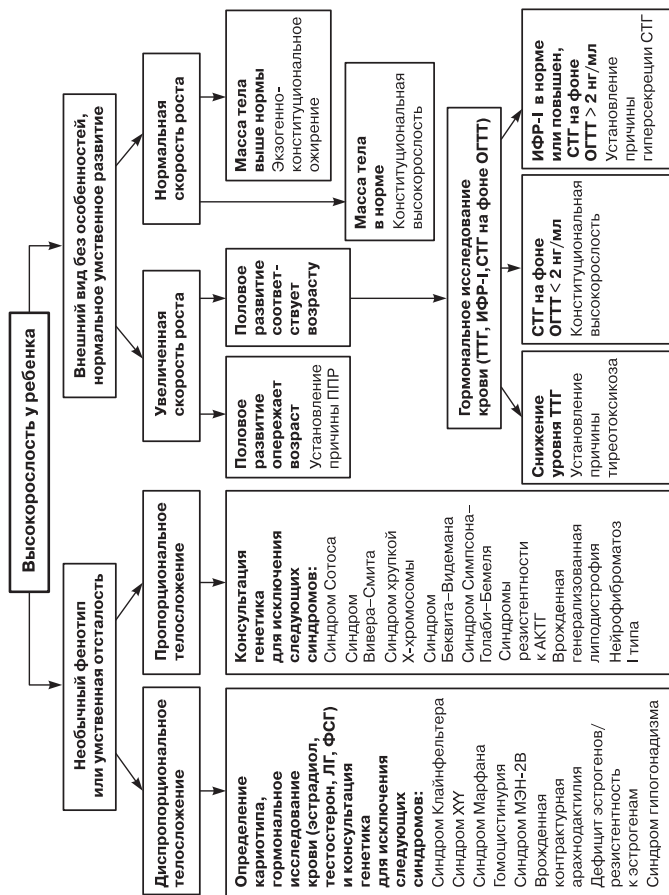 Высокорослость у ребенка
Необычный фенотип
или умственная отсталость
Внешний вид без особенностей,
нормальное умственное развитие
Диспропорциональное
телосложение
Пропорциональное
телосложение
Увеличенная
скорость роста
Нормальная
скорость роста
Определение
кариотипа,
гормональное
исследование
крови (эстрадиол,
тестостерон, ЛГ, ФСГ)
и консультация
генетика
для исключения
следующих
синдромов:
Синдром Клайнфельтера
Синдром XYY
Синдром Марфана
Гомоцистинурия
Синдром МЭН-2В
Врожденная
контрактурная
арахнодактилия
Дефицит эстрогенов/
резистентность
к эстрогенам
Синдром гипогонадизма
Консультация
генетика
для исключения
следующих
синдромов:
Синдром Сотоса
Синдром
Вивера–Смита
Синдром хрупкой
Х-хромосомы
Синдром
Беквита–Видемана
Синдром Симпсона–
Голаби–Бемеля
Синдромы
резистентности
к АКТГ
Врожденная
генерализованная
липодистрофия
Нейрофиброматоз
I типа
Половое
развитие
опережает
возраст
Установление
причины ППР
Половое
развитие
соответ-
ствует
возрасту
Масса тела
в норме
Конституциональная
высокорослость
Масса тела
выше нормы
Экзогенно-
конституциональное
ожирение
Гормональное исследование
крови (ТТГ, ИФР-I,СТГ на фоне ОГТТ)
Снижение
уровня ТТГ
Установление
причины
тиреотоксикоза
СТГ на фоне
ОГТТ < 2 нг/мл
Конституциональная
высокорослость
ИФР-I в норме
или повышен,
СТГ на фоне
ОГТТ > 2 нг/мл
Установление
причины
гиперсекреции СТГ